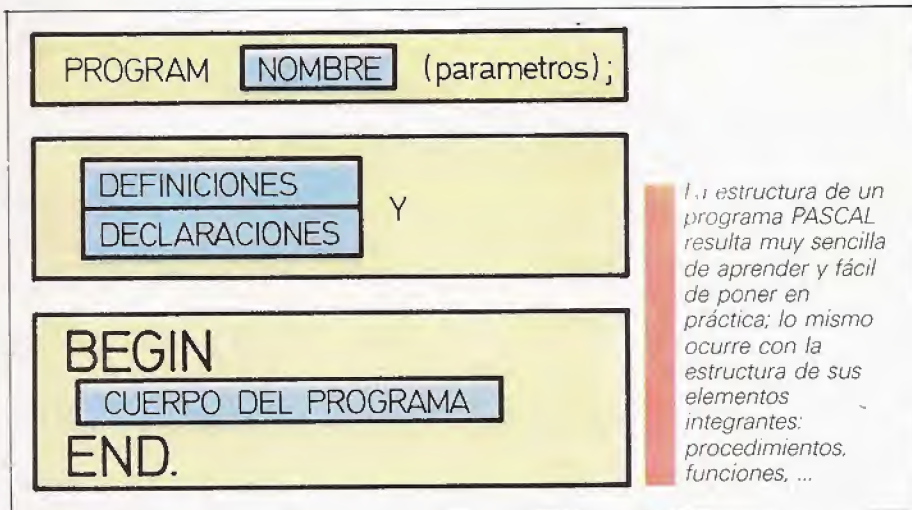 PROGRAM NOMBRE (parametros);
DEFINICIONES
Y
DECLARACIONES
BEGIN
CUERPO DEL PROGRAMA
END.
La estructura de un
programa PASCAL
resulta muy sencilla
de aprender y fácil
de poner en
práctica; lo mismo
ocurre con la
estructura de sus
elementos
integrantes:
procedimientos,
funciones, ...